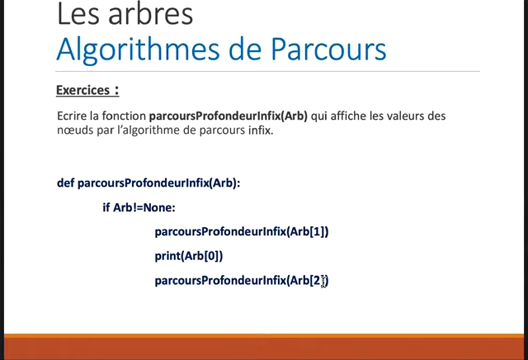 Les arbres
Algorithmes de Parcours
Exercices :
Ecrire la fonction parcoursProfondeurInfix(Arb) qui affiche les valeurs des
nœuds par l'algorithme de parcours infix.
def parcoursProfondeurInfix(Arb):
if Arb!=None:
parcoursProfondeurInfix(Arb[1])
print(Arb[0])
parcoursProfondeurInfix(Arb[2])